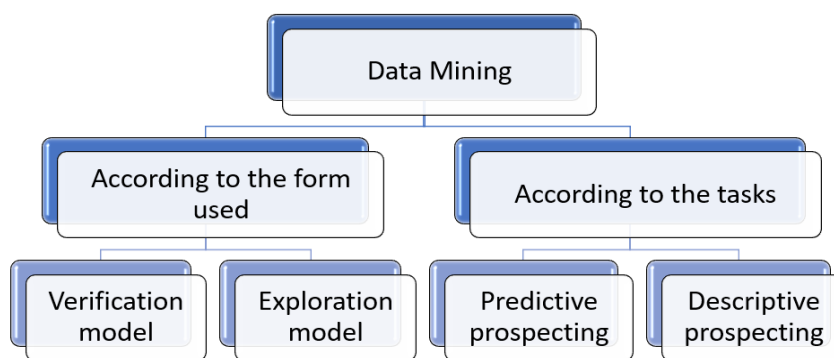 Data Mining
According to the form
used
According to the tasks
Verification
model
Exploration
model
Predictive
prospecting
Descriptive
prospecting